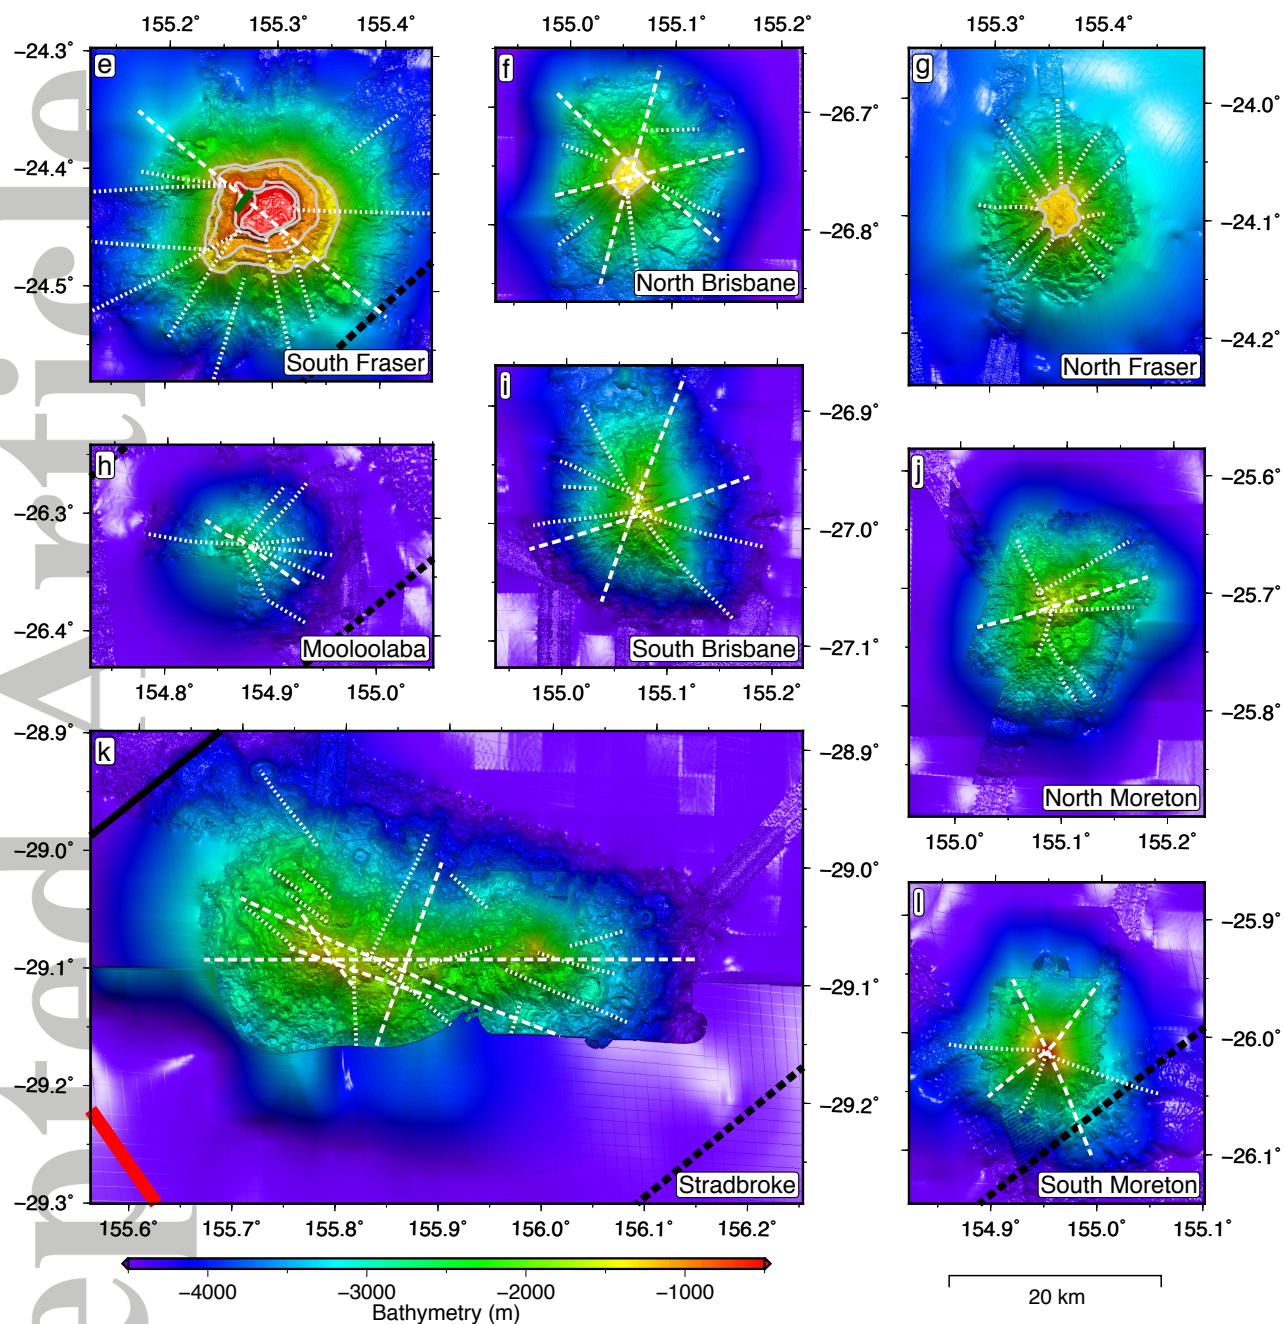 155.2° 155.3° 155.4°
155.0° 155.1° 155.2°
155.3° 155.4°
−24.3°
−24.4°
−24.5°
e
South Fraser
f
−26.7°
−26.8°
North Brisbane
g
−24.0°
−24.1°
−24.2°
North Fraser
h
−26.3°
−26.4°
Mooloolaba
154.8° 154.9° 155.0°
i
−26.9°
−27.0°
−27.1°
South Brisbane
155.0° 155.1° 155.2°
j
−25.6°
−25.7°
−25.8°
North Moreton
155.0° 155.1° 155.2°
k
−28.9°
−29.0°
−29.1°
−29.2°
−29.3°
−28.9°
−29.0°
−29.1°
−29.2°
Stradbroke
155.6° 155.7° 155.8° 155.9° 156.0° 156.1° 156.2°
l
−25.9°
−26.0°
−26.1°
South Moreton
154.9° 155.0° 155.1°
−4000 −3000 −2000 −1000
Bathymetry (m)
20 km
epted Article